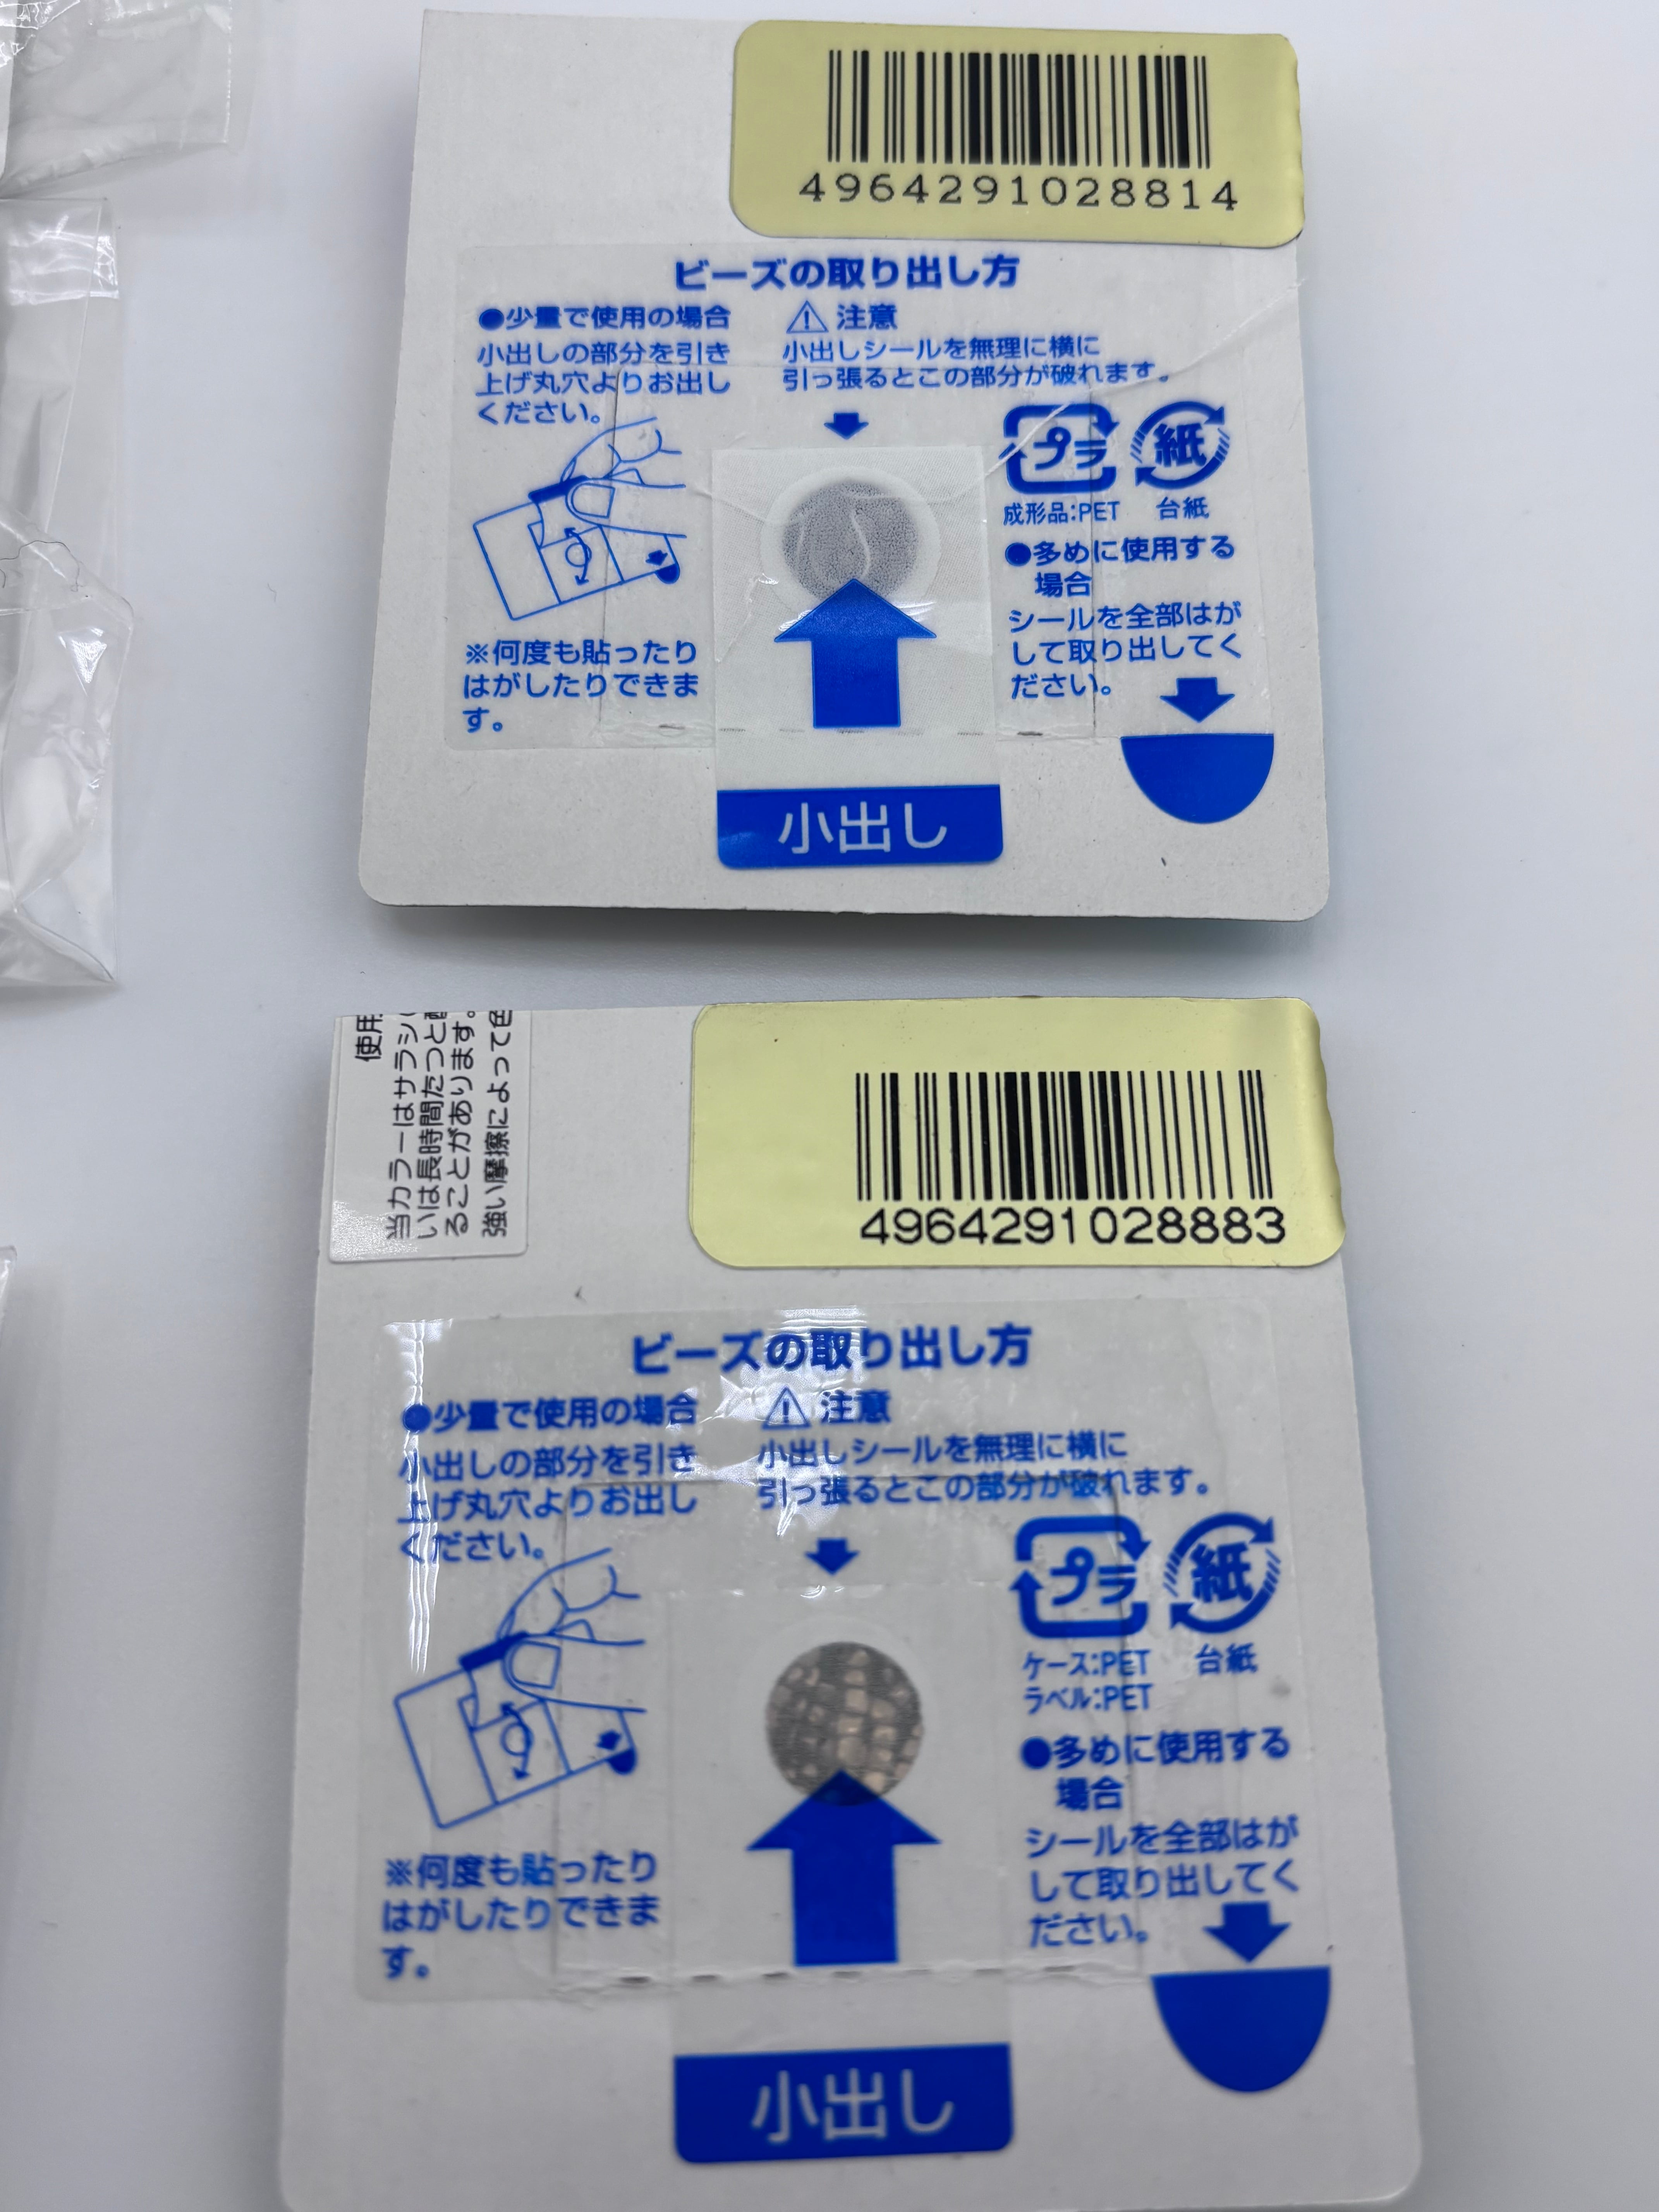 4964291028814
ビーズの取り出し方
●少量で使用の場合
小出しの部分を引き
上げ丸穴よりお出し
ください。
⚠注意
小出しシールを無理に横に
引っ張るとこの部分が破れます。
プラ
紙
成形品:PET
台紙
●多めに使用する
場合
シールを全部はが
して取り出してく
ださい。
※何度も貼ったり
はがしたりできま
す。
小出し
使用
当カラーはサラシ
いは長時間たつと
ることがあります。
強い摩擦によって色
4964291028883
ビーズの取り出し方
●少量で使用の場合
小出しの部分を引き
上げ丸穴よりお出し
ください。
⚠注意
小出しシールを無理に横に
引っ張るとこの部分が破れます。
プラ
紙
ケース:PET
ラベル:PET
台紙
●多めに使用する
場合
シールを全部はが
して取り出してく
ださい。
※何度も貼ったり
はがしたりできま
す。
小出し